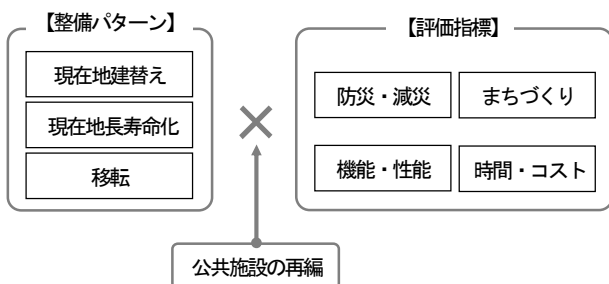 【整備パターン】
現在地建替え
現在地長寿命化
移転
×
【評価指標】
防災・減災
まちづくり
機能・性能
時間・コスト
公共施設の再編